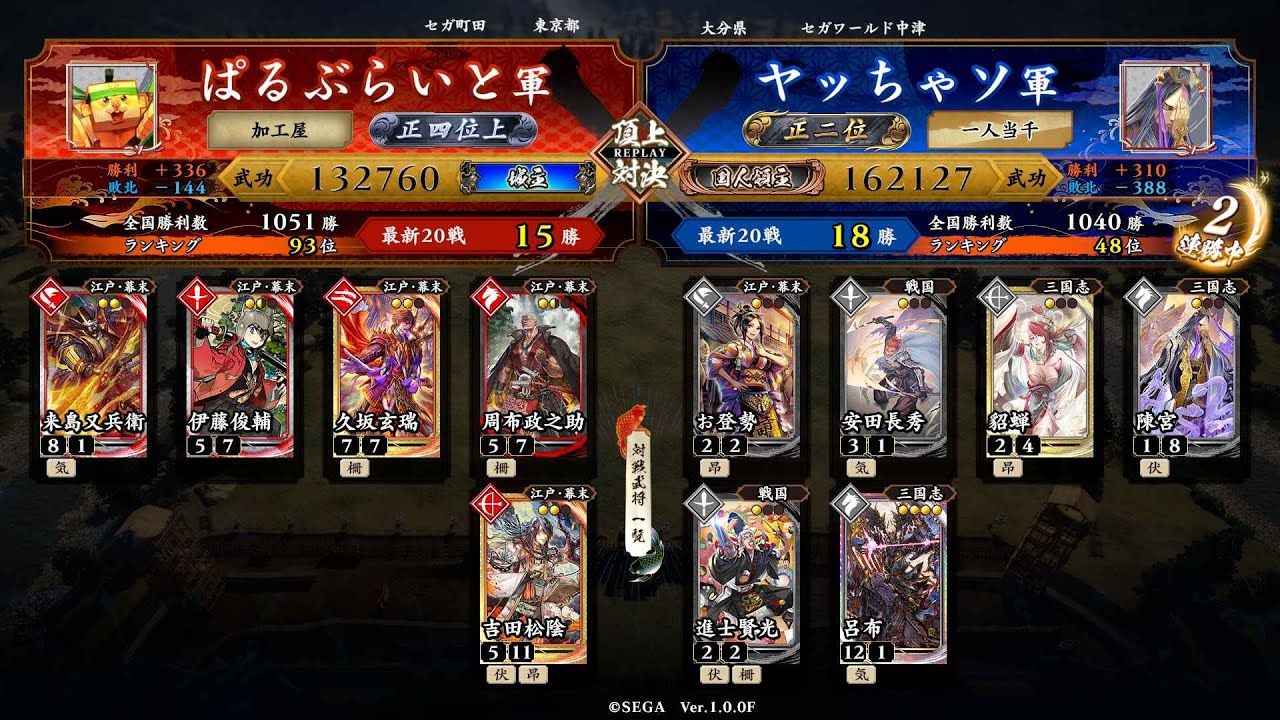 セガ町田 東京都
大分県 セガワールド中津
ぱるぶらいと軍
ヤッちゃソ軍
加工屋 正四位上
正二位 一人当千
頂上
REPLAY
対決
勝利 +336
敗北 -144
武功 132760 城主
国人領主 162127 武功
勝利 +310
敗北 -388
全国勝利数 1051勝
ランキング 93位
最新20戦 15勝
最新20戦 18勝
全国勝利数 1040勝
ランキング 48位
2
連勝中
江戸・幕末
来島又兵衛
8 1
気
江戸・幕末
伊藤俊輔
5 7
江戸・幕末
久坂玄瑞
7 7
柵
江戸・幕末
周布政之助
5 7
柵
江戸・幕末
お登勢
2 2
昂
戦国
安田長秀
3 1
気
三国志
貂蝉
2 4
昂
三国志
陳宮
1 8
伏
対戦武将一覧
江戸・幕末
吉田松陰
5 11
伏 昂
戦国
進士賢光
2 2
伏 柵
三国志
呂布
12 1
気
©SEGA Ver.1.0.0F